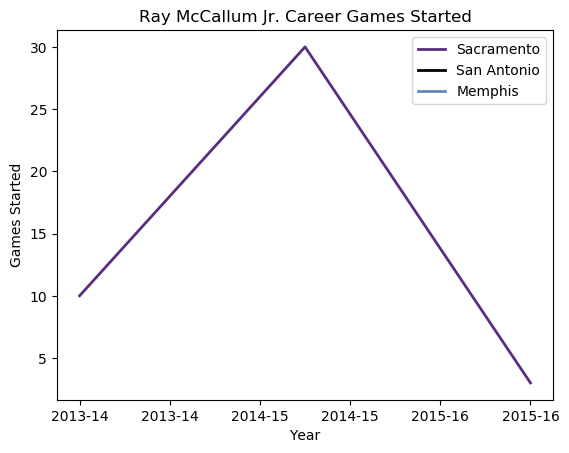 Ray McCallum Jr. Career Games Started
Sacramento
San Antonio
Memphis
30
25
20
15
10
5
Games Started
2013-14 2013-14 2014-15 2014-15 2015-16 2015-16
Year